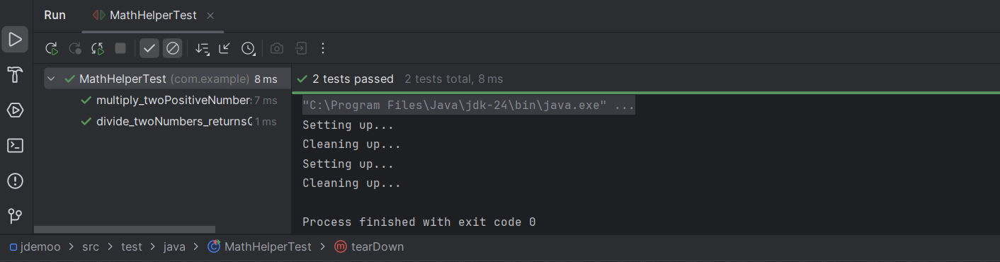 Run MathHelperTest
MathHelperTest (com.example) 8 ms
multiply_twoPositiveNumber 7 ms
divide_twoNumbers_returns 1 ms
2 tests passed 2 tests total, 8 ms
"C:\Program Files\Java\jdk-24\bin\java.exe" ...
Setting up...
Cleaning up...
Setting up...
Cleaning up...
Process finished with exit code 0
jdemoo > src > test > java > MathHelperTest > tearDown